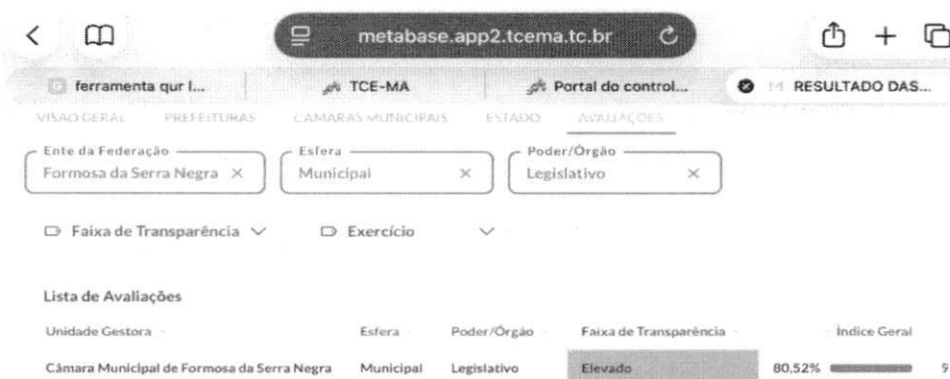 metabase.app2.tcema.tc.br
ferramenta qur l... TCE-MA Portal do control... RESULTADO DAS...
VISÃO GERAL PREFEITURAS CÂMARAS MUNICIPAIS ESTADO AVALIAÇÕES
Ente da Federação Esfera Poder/Órgão
Formosa da Serra Negra × Municipal × Legislativo ×
Faixa de Transparência Exercício
Lista de Avaliações
Unidade Gestora Esfera Poder/Órgão Faixa de Transparência Índice Geral
Câmara Municipal de Formosa da Serra Negra Municipal Legislativo Elevado 80,52%